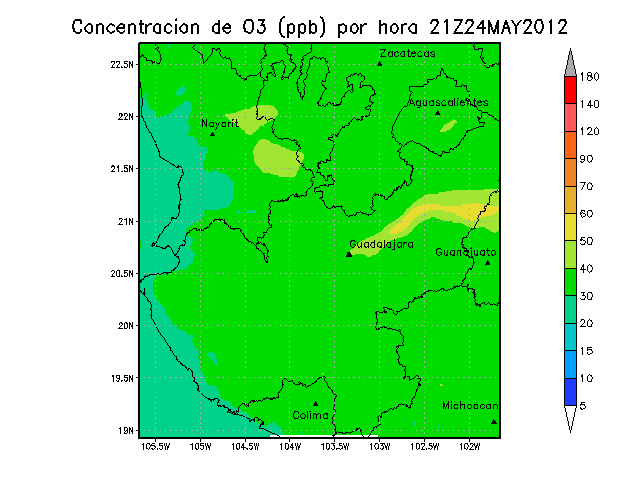 Concentracion de O3 (ppb) por hora 21Z24MAY2012
Zacatecas
22.5N
Aguascalientes
22N
Nayarit
21.5N
21N
Guadalajara
Guanajuato
20.5N
20N
19.5N
Michoacan
Colima
19N
105.5W 105W 104.5W 104W 103.5W 103W 102.5W 102W
180
140
120
90
70
60
50
40
30
20
15
10
5